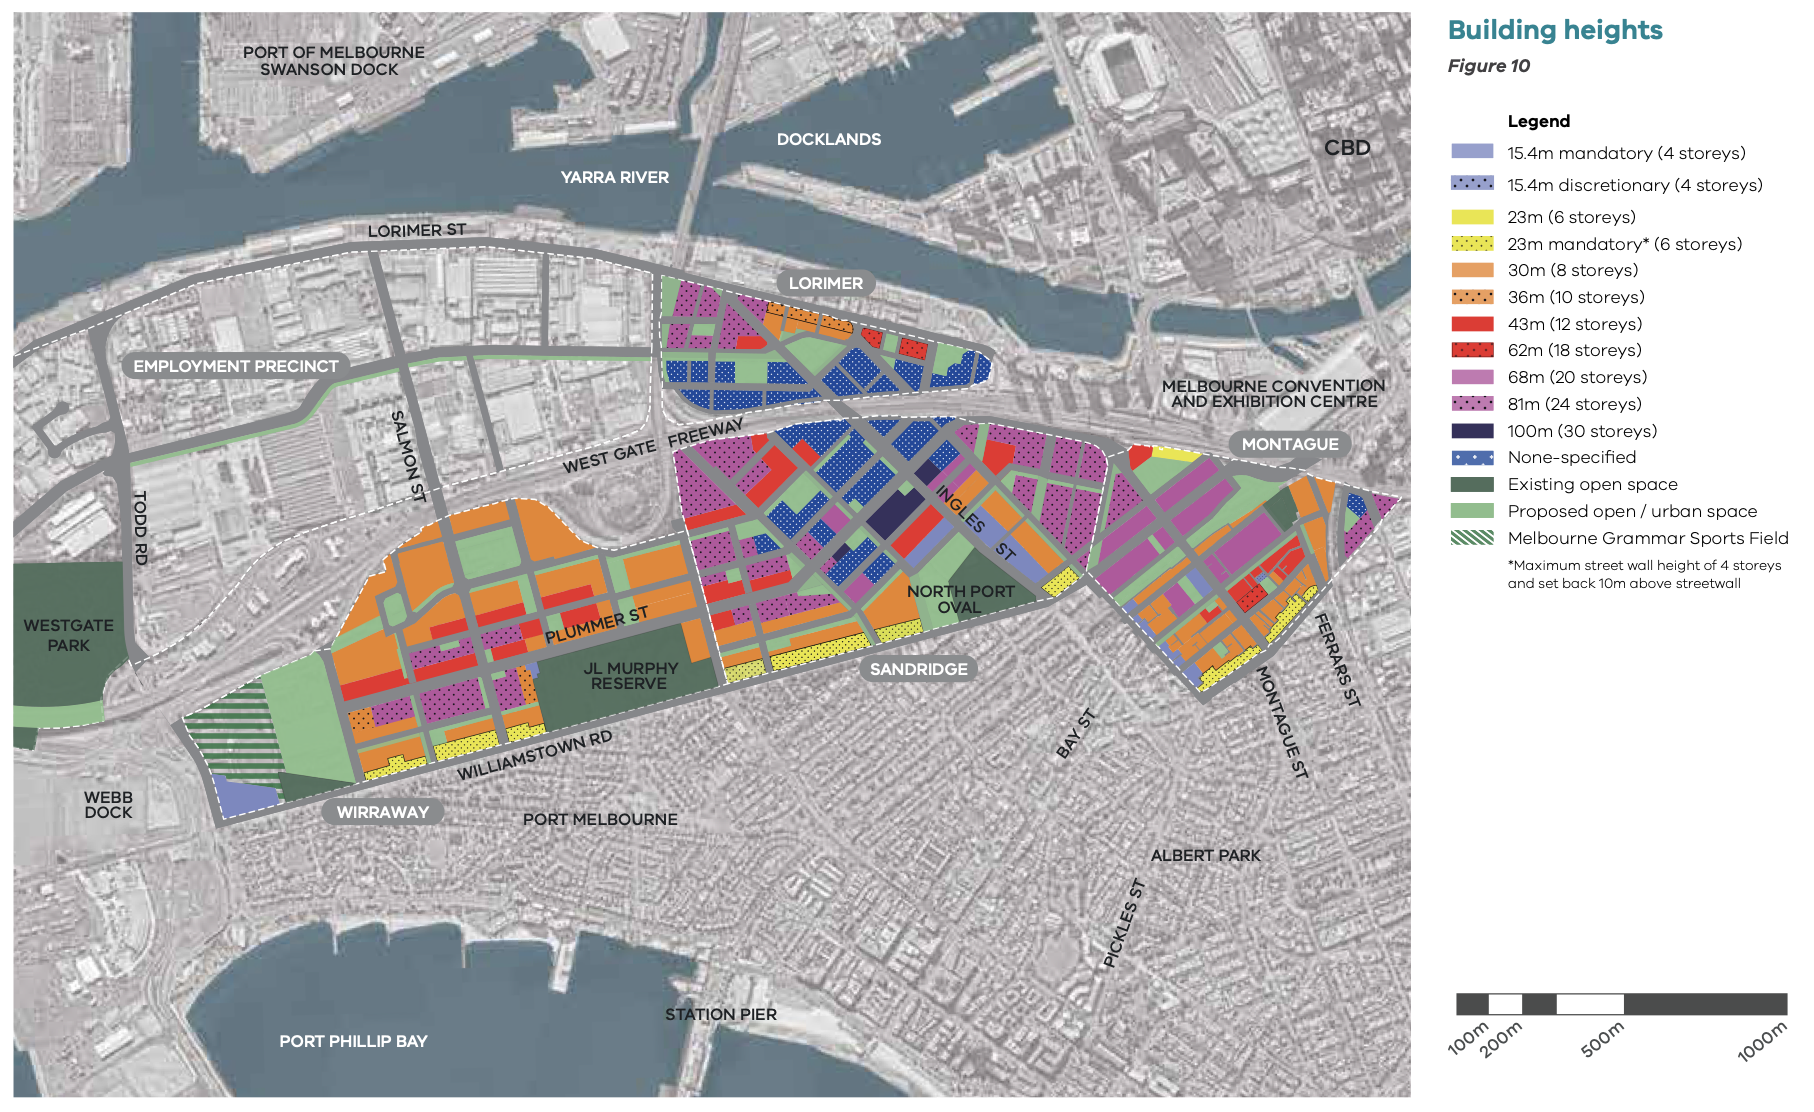 Building heights
Figure 10
Legend
15.4m mandatory (4 storeys)
15.4m discretionary (4 storeys)
23m (6 storeys)
23m mandatory* (6 storeys)
30m (8 storeys)
36m (10 storeys)
43m (12 storeys)
62m (18 storeys)
68m (20 storeys)
81m (24 storeys)
100m (30 storeys)
None-specified
Existing open space
Proposed open / urban space
Melbourne Grammar Sports Field
*Maximum street wall height of 4 storeys
and set back 10m above streetwall
100m
200m
500m
1000m
PORT OF MELBOURNE
SWANSON DOCK
DOCKLANDS
CBD
YARRA RIVER
LORIMER ST
LORIMER
EMPLOYMENT PRECINCT
MELBOURNE CONVENTION
AND EXHIBITION CENTRE
SALMON ST
WEST GATE FREEWAY
MONTAGUE
TODD RD
INGLES ST
WESTGATE
PARK
PLUMMER ST
NORTH PORT
OVAL
JL MURPHY
RESERVE
SANDRIDGE
FERRARS ST
MONTAGUE ST
BAY ST
WILLIAMSTOWN RD
WEBB
DOCK
WIRRAWAY
PORT MELBOURNE
ALBERT PARK
PICKLES ST
STATION PIER
PORT PHILLIP BAY